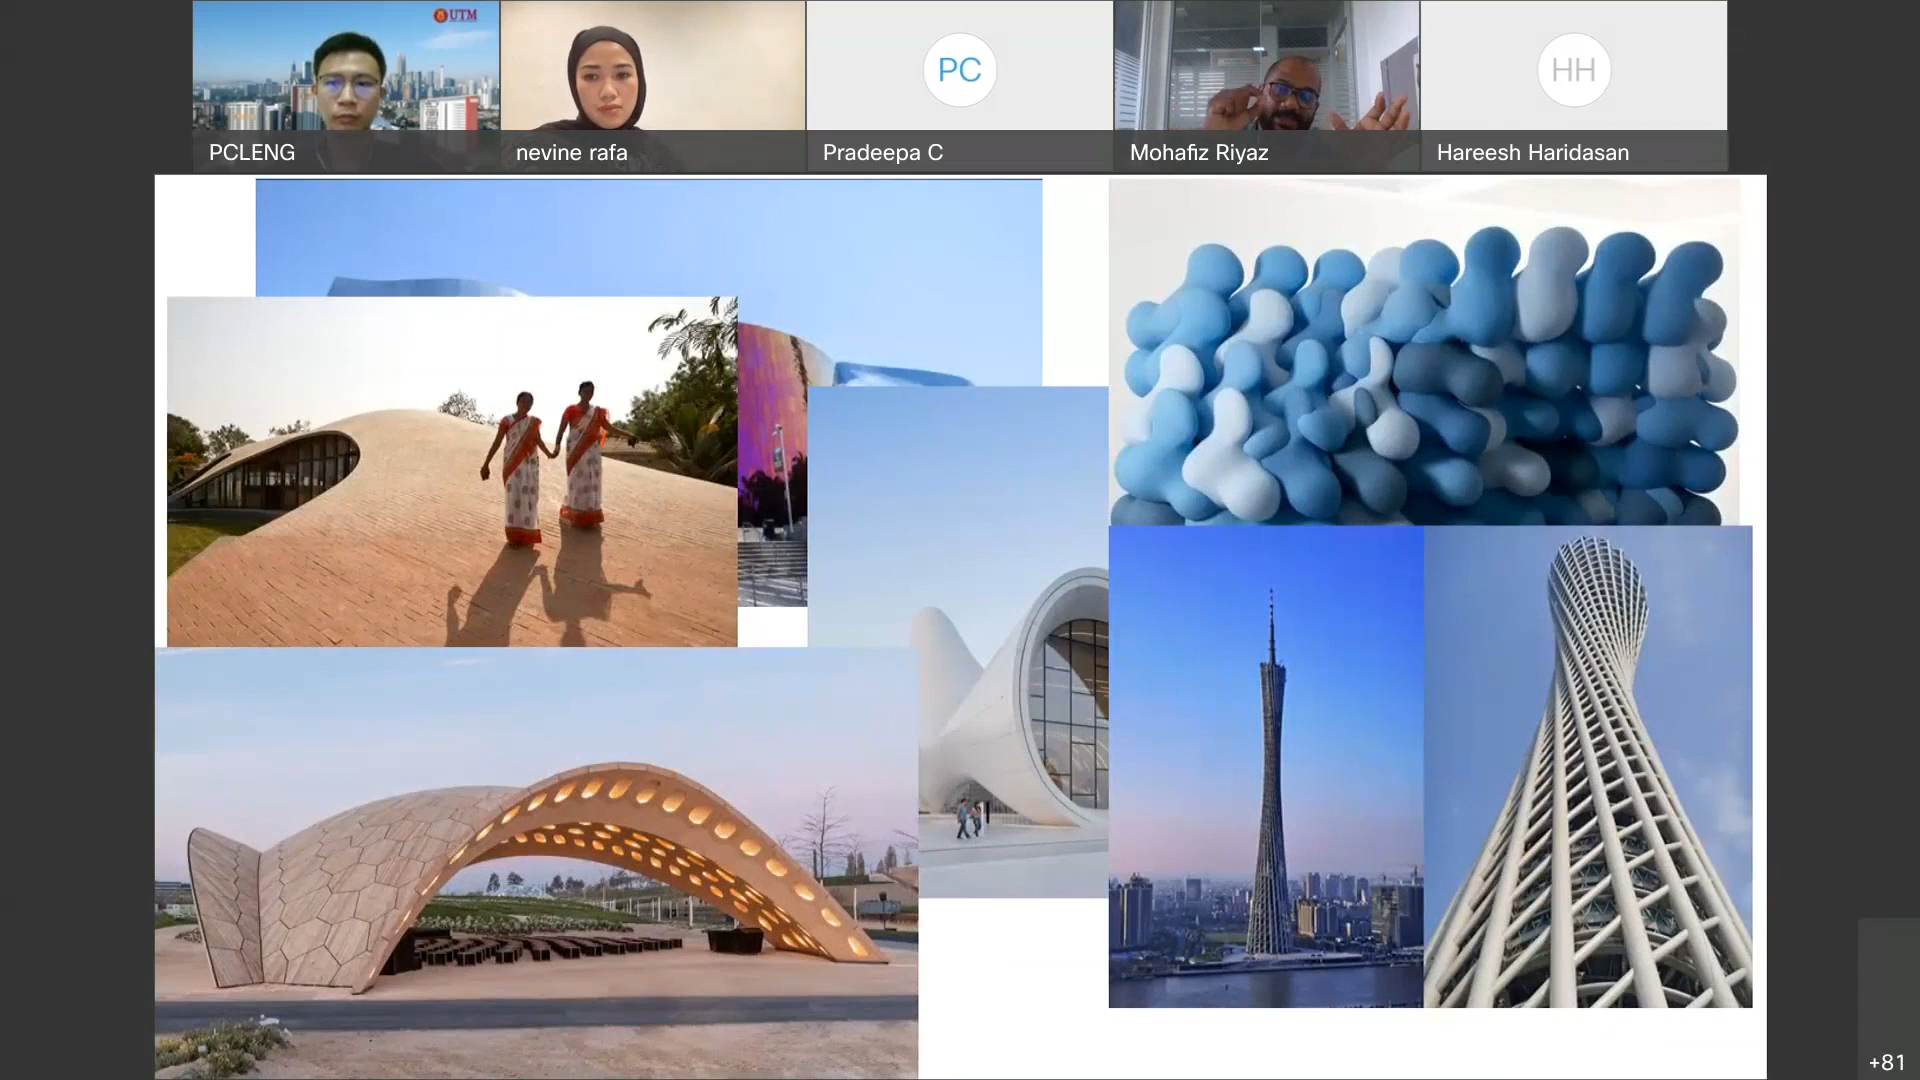 UTM
PCLENG
nevine rafa
PC
Pradeepa C
Mohafiz Riyaz
HH
Hareesh Haridasan
+81